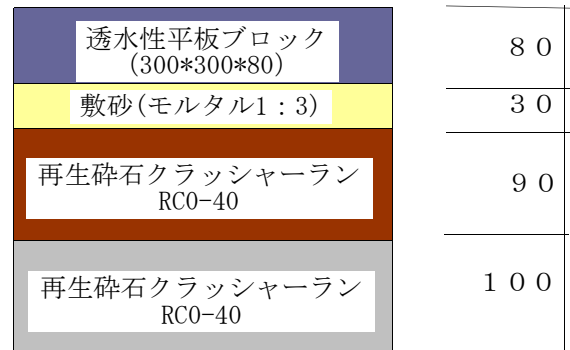 透水性平板ブロック
(300*300*80)
８０
敷砂(モルタル1：3)
３０
再生砕石クラッシャーラン
RC0-40
９０
再生砕石クラッシャーラン
RC0-40
１００